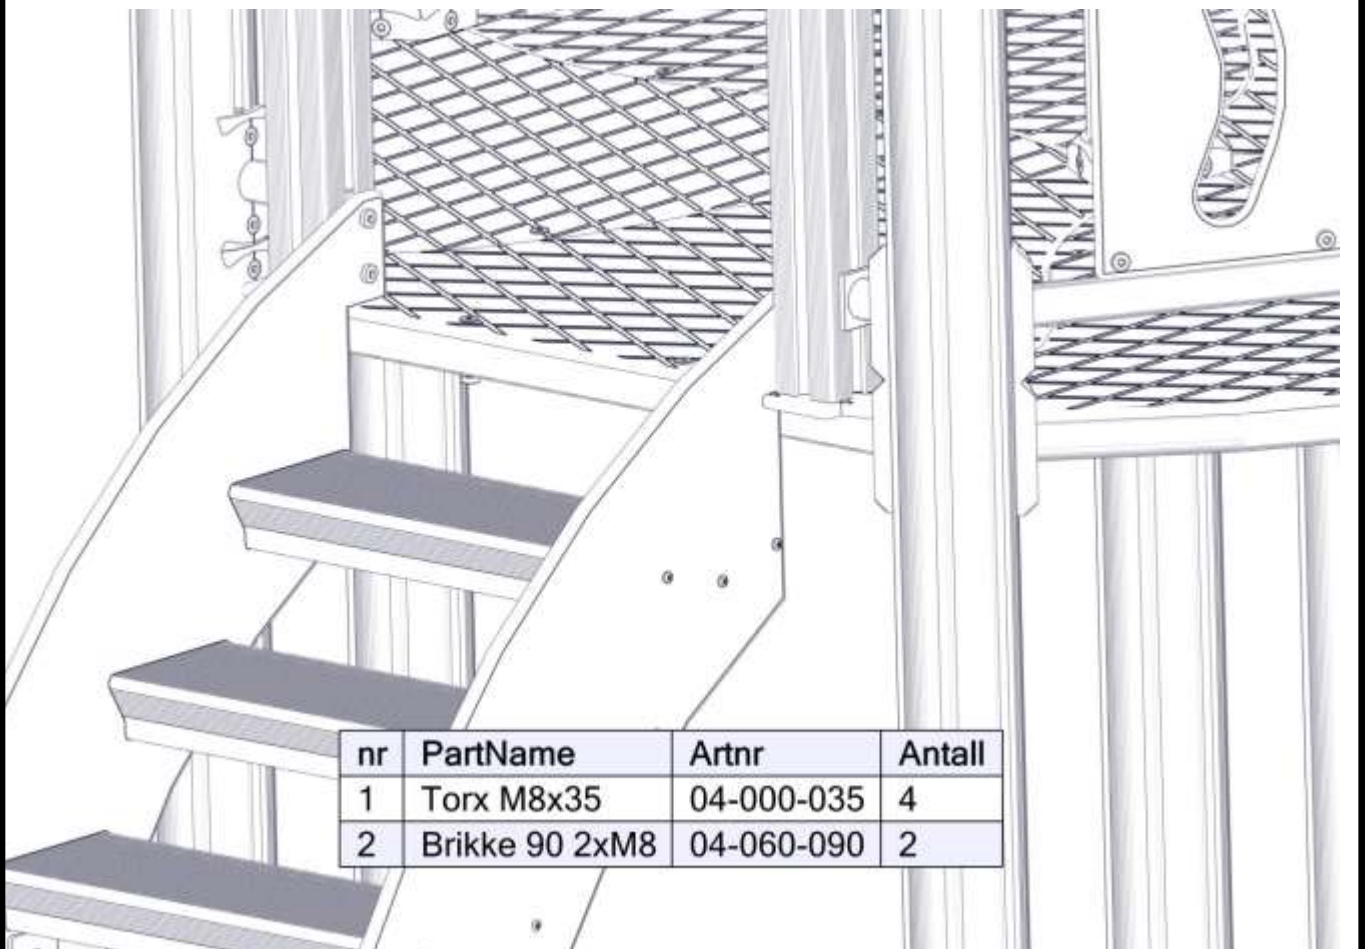 nr PartName Artnr Antall
1 Torx M8x35 04-000-035 4
2 Brikke 90 2xM8 04-060-090 2